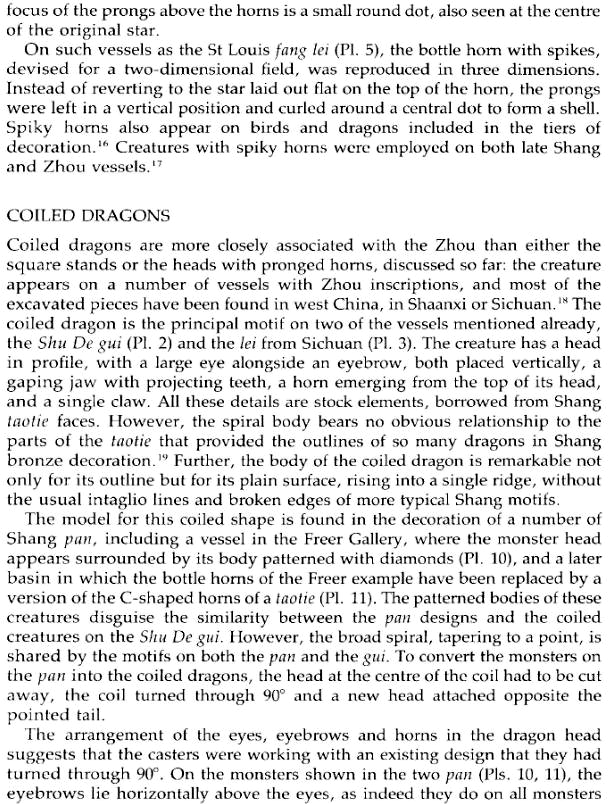 focus of the prongs above the horns is a small round dot, also seen at the centre
of the original star.
On such vessels as the St Louis fang lei (Pl. 5), the bottle horn with spikes,
devised for a two-dimensional field, was reproduced in three dimensions.
Instead of reverting to the star laid out flat on the top of the horn, the prongs
were left in a vertical position and curled around a central dot to form a shell.
Spiky horns also appear on birds and dragons included in the tiers of
decoration.¹⁶ Creatures with spiky horns were employed on both late Shang
and Zhou vessels.¹⁷
COILED DRAGONS
Coiled dragons are more closely associated with the Zhou than either the
square stands or the heads with pronged horns, discussed so far: the creature
appears on a number of vessels with Zhou inscriptions, and most of the
excavated pieces have been found in west China, in Shaanxi or Sichuan.¹⁸ The
coiled dragon is the principal motif on two of the vessels mentioned already,
the Shu De gui (Pl. 2) and the lei from Sichuan (Pl. 3). The creature has a head
in profile, with a large eye alongside an eyebrow, both placed vertically, a
gaping jaw with projecting teeth, a horn emerging from the top of its head,
and a single claw. All these details are stock elements, borrowed from Shang
taotie faces. However, the spiral body bears no obvious relationship to the
parts of the taotie that provided the outlines of so many dragons in Shang
bronze decoration.¹⁹ Further, the body of the coiled dragon is remarkable not
only for its outline but for its plain surface, rising into a single ridge, without
the usual intaglio lines and broken edges of more typical Shang motifs.
The model for this coiled shape is found in the decoration of a number of
Shang pan, including a vessel in the Freer Gallery, where the monster head
appears surrounded by its body patterned with diamonds (Pl. 10), and a later
basin in which the bottle horns of the Freer example have been replaced by a
version of the C-shaped horns of a taotie (Pl. 11). The patterned bodies of these
creatures disguise the similarity between the pan designs and the coiled
creatures on the Shu De gui. However, the broad spiral, tapering to a point, is
shared by the motifs on both the pan and the gui. To convert the monsters on
the pan into the coiled dragons, the head at the centre of the coil had to be cut
away, the coil turned through 90° and a new head attached opposite the
pointed tail.
The arrangement of the eyes, eyebrows and horns in the dragon head
suggests that the casters were working with an existing design that they had
turned through 90°. On the monsters shown in the two pan (Pls. 10, 11), the
eyebrows lie horizontally above the eyes, as indeed they do on all monsters